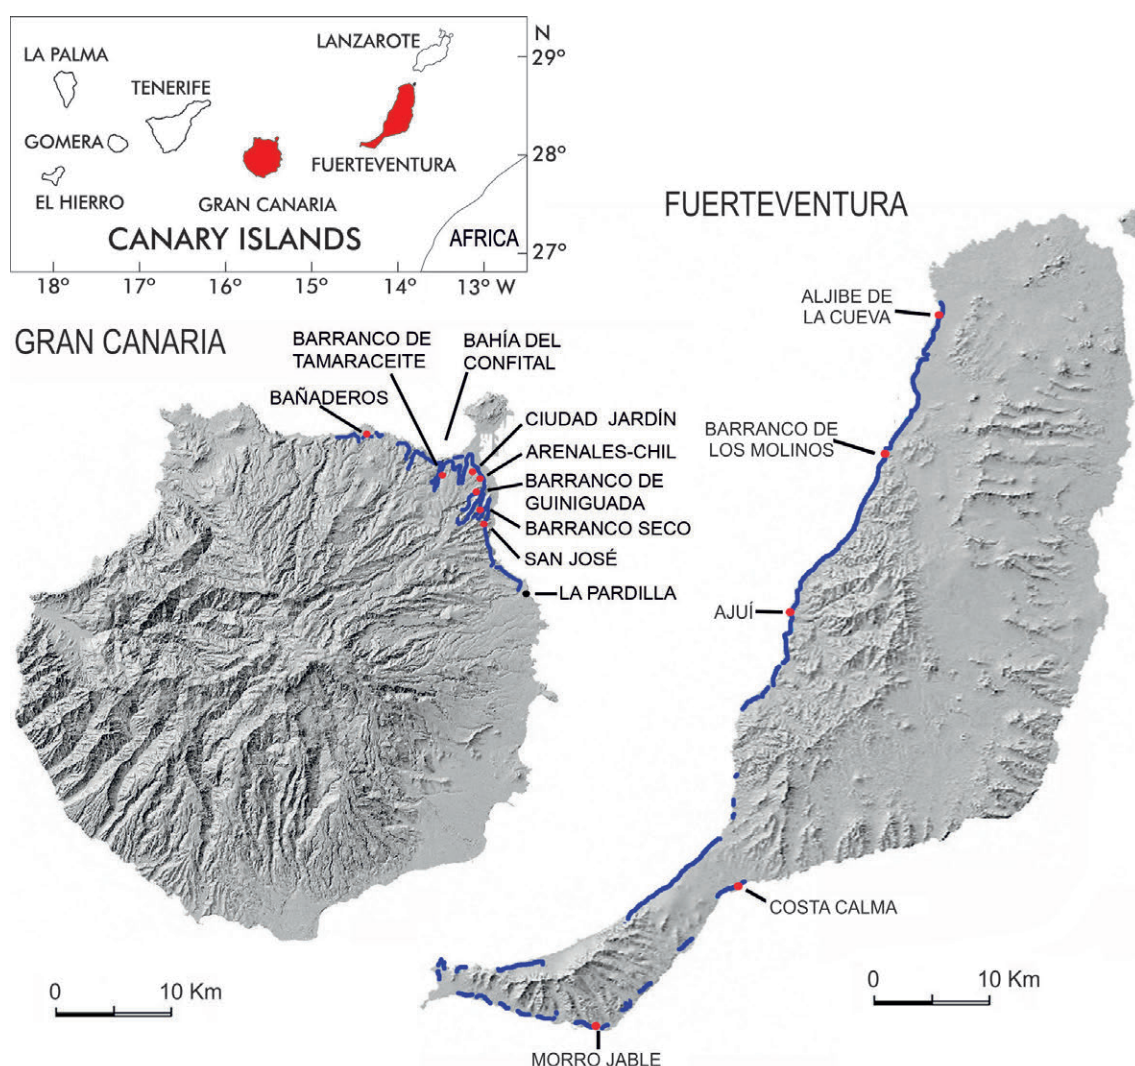 N
LANZAROTE
29°
LA PALMA
TENERIFE
GOMERA
28°
FUERTEVENTURA
EL HIERRO
GRAN CANARIA
CANARY ISLANDS
AFRICA
27°
18° 17° 16° 15° 14° 13° W
FUERTEVENTURA
ALJIBE DE
LA CUEVA
BARRANCO DE
LOS MOLINOS
AJUÍ
COSTA CALMA
MORRO JABLE
0 10 Km
GRAN CANARIA
BARRANCO DE
TAMARACEITE
BAHÍA DEL
CONFITAL
BAÑADEROS
CIUDAD JARDÍN
ARENALES-CHIL
BARRANCO DE
GUINIGUADA
BARRANCO SECO
SAN JOSÉ
LA PARDILLA
0 10 Km